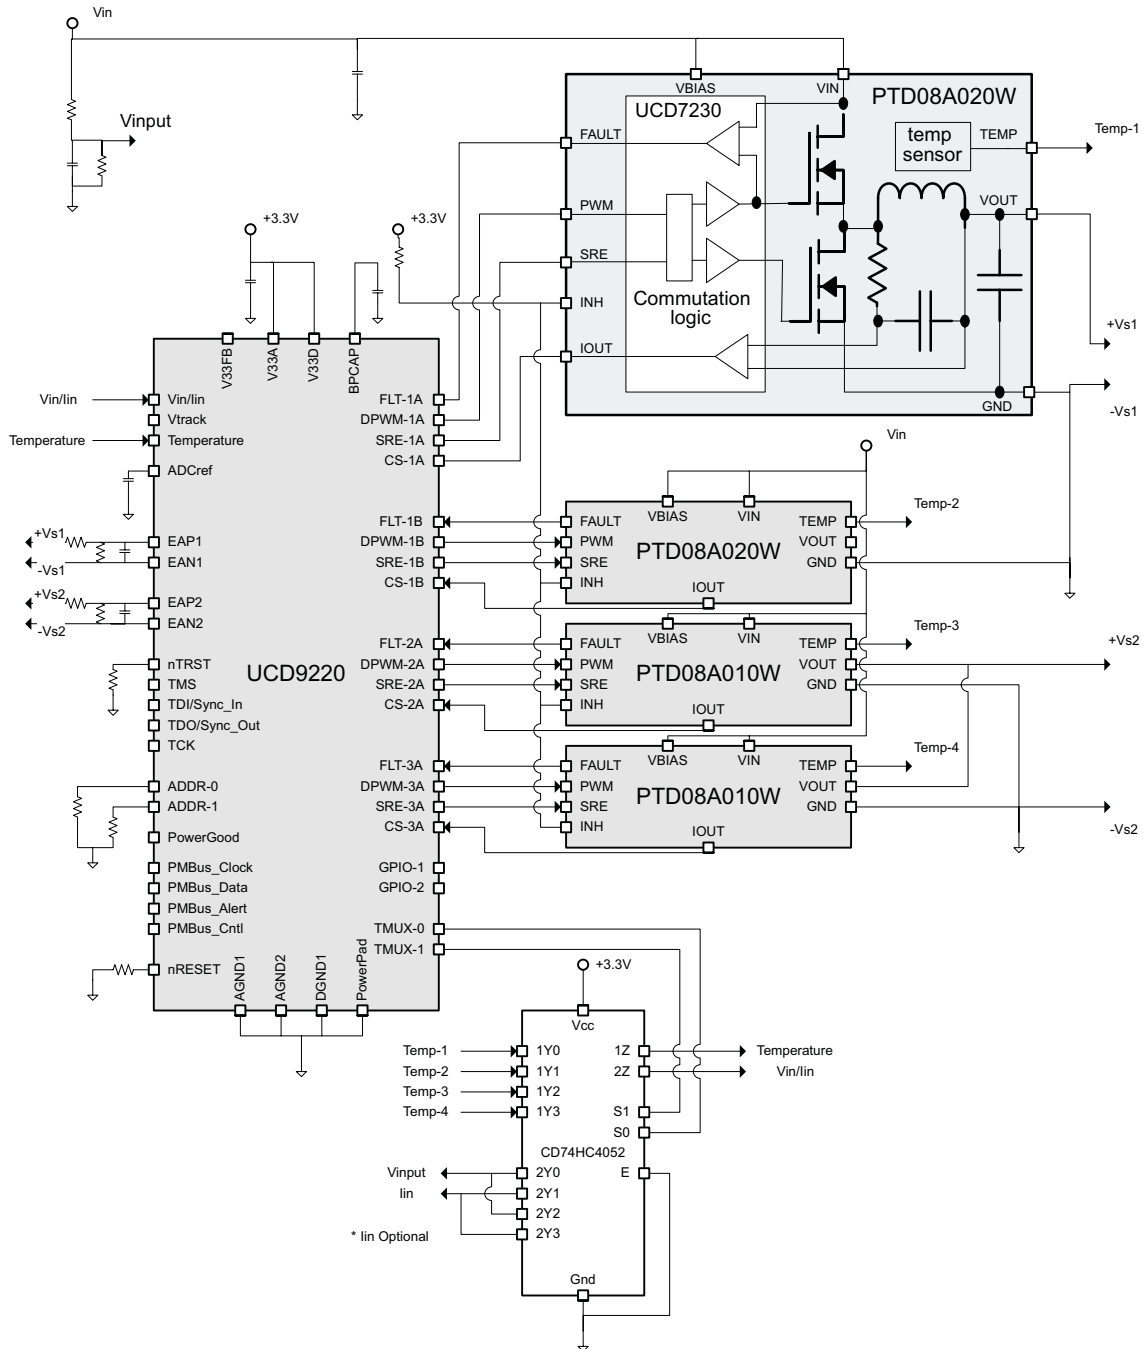 Vin
Vinput
VBIAS
VIN
PTD08A020W
UCD7230
FAULT
temp
sensor
TEMP
Temp-1
PWM
VOUT
SRE
INH
Commutation
logic
IOUT
GND
+Vs1
-Vs1
+3.3V
+3.3V
V33FB
V33A
V33D
BPCAP
Vin/Iin
Vin/Iin
FLT-1A
Vtrack
DPWM-1A
Temperature
Temperature
SRE-1A
CS-1A
ADCref
+Vs1
EAP1
-Vs1
EAN1
+Vs2
EAP2
-Vs2
EAN2
nTRST
TMS
TDI/Sync_In
TDO/Sync_Out
TCK
ADDR-0
ADDR-1
PowerGood
PMBus_Clock
PMBus_Data
PMBus_Alert
PMBus_Cntl
nRESET
UCD9220
FLT-1B
DPWM-1B
SRE-1B
CS-1B
FLT-2A
DPWM-2A
SRE-2A
CS-2A
FLT-3A
DPWM-3A
SRE-3A
CS-3A
GPIO-1
GPIO-2
TMUX-0
TMUX-1
AGND1
AGND2
DGND1
PowerPad
Vin
VBIAS
VIN
FAULT
TEMP
Temp-2
PWM
PTD08A020W
VOUT
SRE
GND
INH
IOUT
VBIAS
VIN
FAULT
TEMP
Temp-3
PWM
PTD08A010W
VOUT
+Vs2
SRE
GND
INH
IOUT
VBIAS
VIN
FAULT
TEMP
Temp-4
PWM
PTD08A010W
VOUT
SRE
GND
INH
IOUT
-Vs2
+3.3V
Vcc
Temp-1
1Y0
1Z
Temperature
Temp-2
1Y1
2Z
Vin/Iin
Temp-3
1Y2
Temp-4
1Y3
S1
S0
CD74HC4052
Vinput
2Y0
E
Iin
2Y1
2Y2
* Iin Optional
2Y3
Gnd